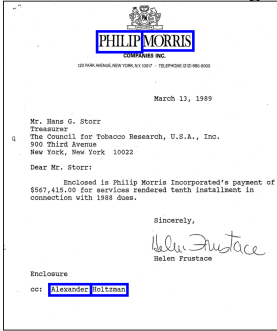 PHILIP MORRIS
COMPANIES INC.
120 PARK AVENUE, NEW YORK, N.Y. 10017 · TELEPHONE (212) 880-5000
March 13, 1989
Mr. Hans G. Storr
Treasurer
The Council for Tobacco Research, U.S.A., Inc.
900 Third Avenue
New York, New York 10022
Dear Mr. Storr:
Enclosed is Philip Morris Incorporated's payment of
$567,415.00 for services rendered tenth installment in
connection with 1988 dues.
Sincerely,
Helen Frustace
Helen Frustace
Enclosure
cc: Alexander Holtzman